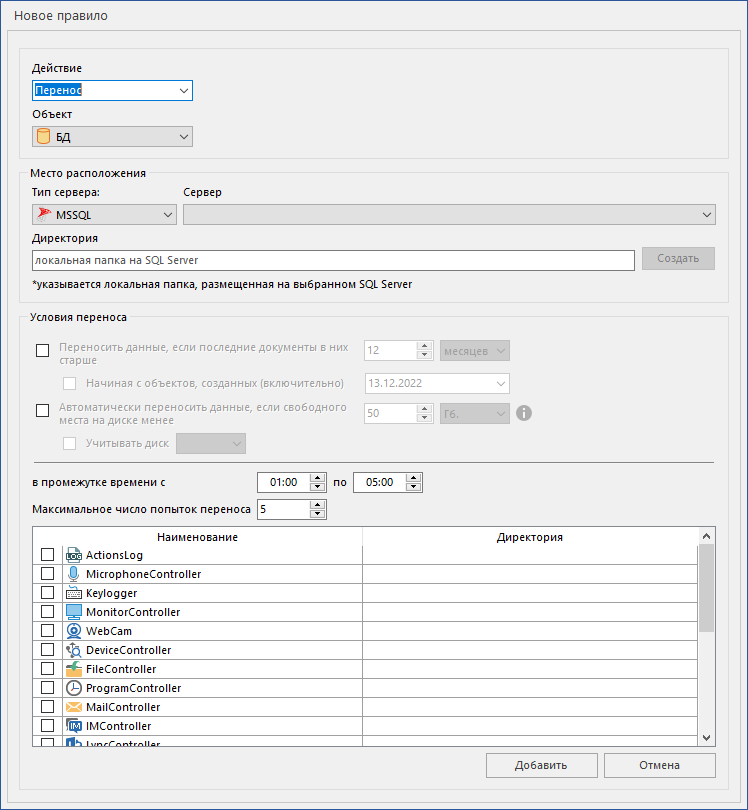 Новое правило
Действие
Перенос
Объект
БД
Место расположения
Тип сервера: Сервер
MSSQL
Директория
локальная папка на SQL Server Создать
*указывается локальная папка, размещенная на выбранном SQL Server
Условия переноса
Переносить данные, если последние документы в них
старше
12 месяцев
Начиная с объектов, созданных (включительно) 13.12.2022
Автоматически переносить данные, если свободного
места на диске менее
50 Гб.
Учитывать диск
в промежутке времени с 01:00 по 05:00
Максимальное число попыток переноса 5
Наименование Директория
ActionsLog
MicrophoneController
Keylogger
MonitorController
WebCam
DeviceController
FileController
ProgramController
MailController
IMController
LyncController
Добавить Отмена